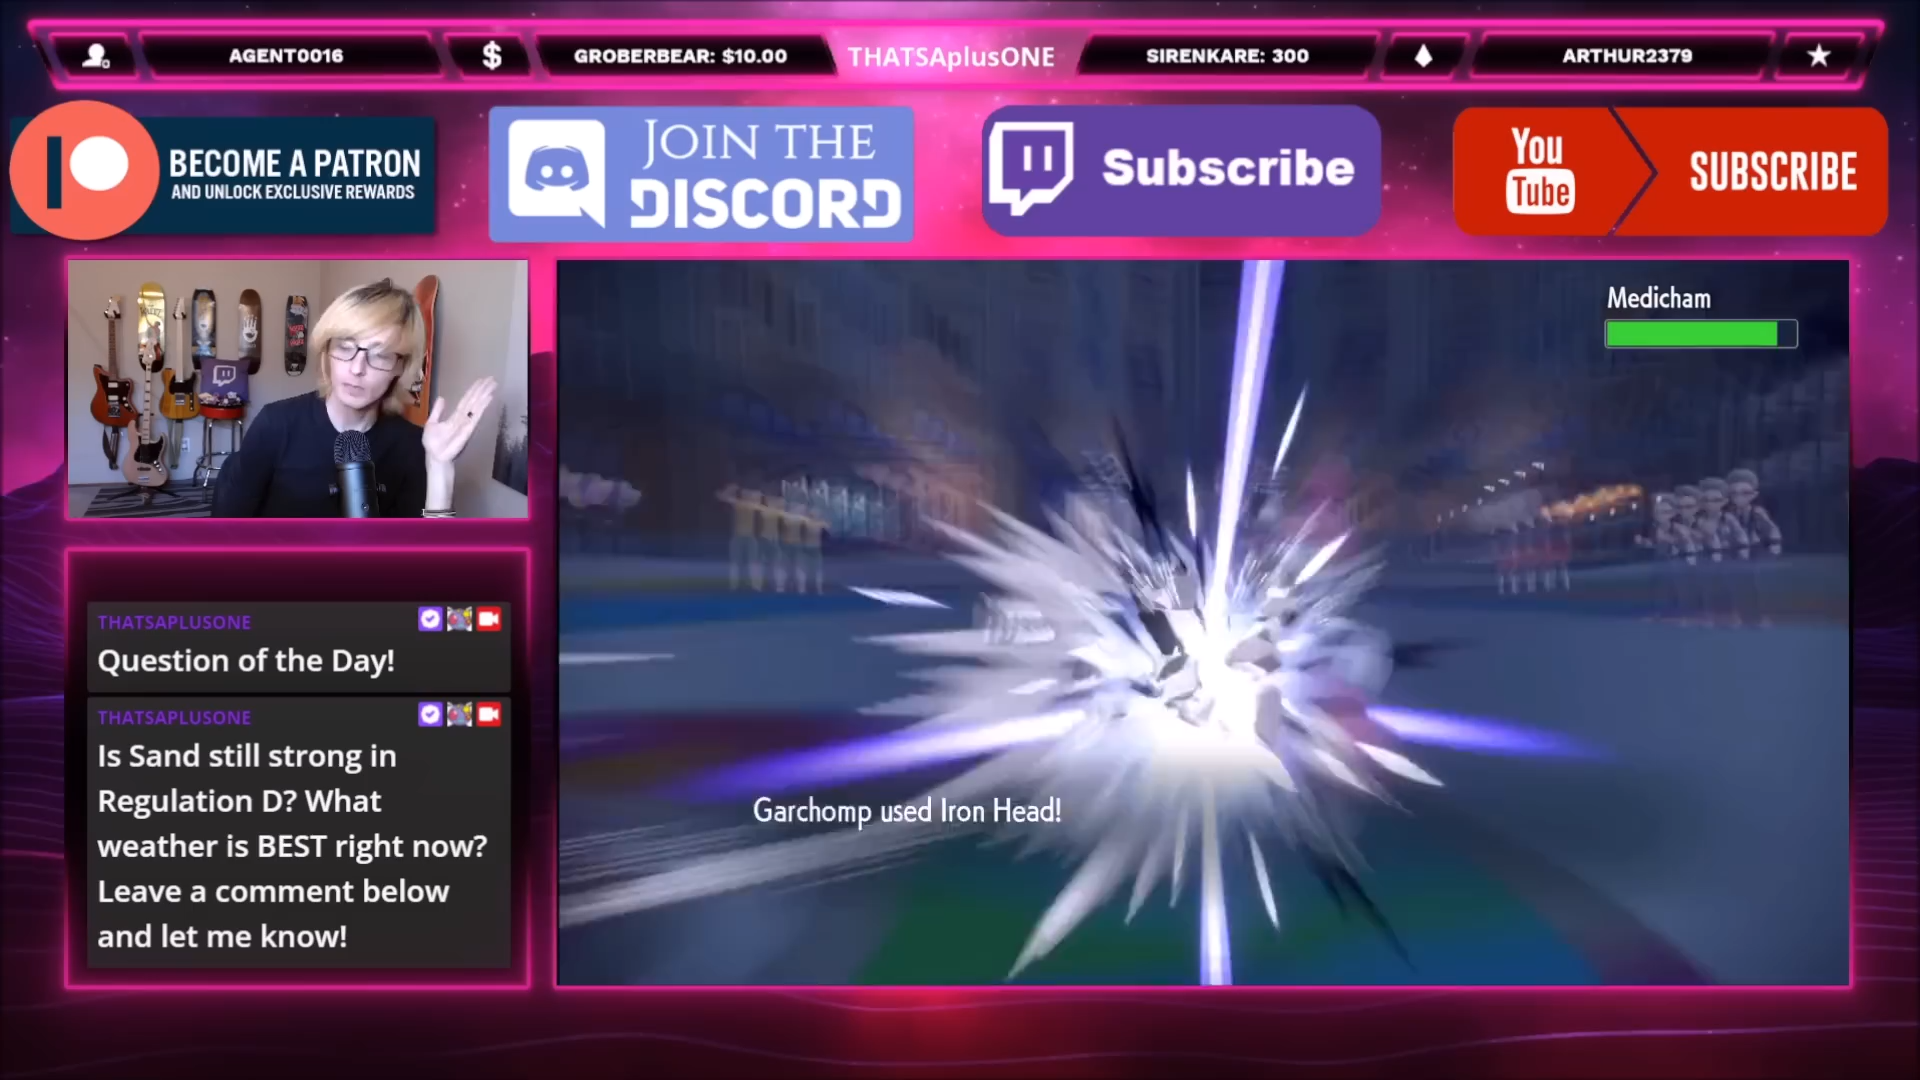 AGENT0016
$
GROBERBEAR: $10.00
THATSAplusONE
SIRENKARE: 300
ARTHUR2379
BECOME A PATRON
AND UNLOCK EXCLUSIVE REWARDS
JOIN THE
DISCORD
Subscribe
You
Tube
SUBSCRIBE
Medicham
THATSAPLUSONE
Question of the Day!
THATSAPLUSONE
Is Sand still strong in
Regulation D? What
weather is BEST right now?
Leave a comment below
and let me know!
Garchomp used Iron Head!